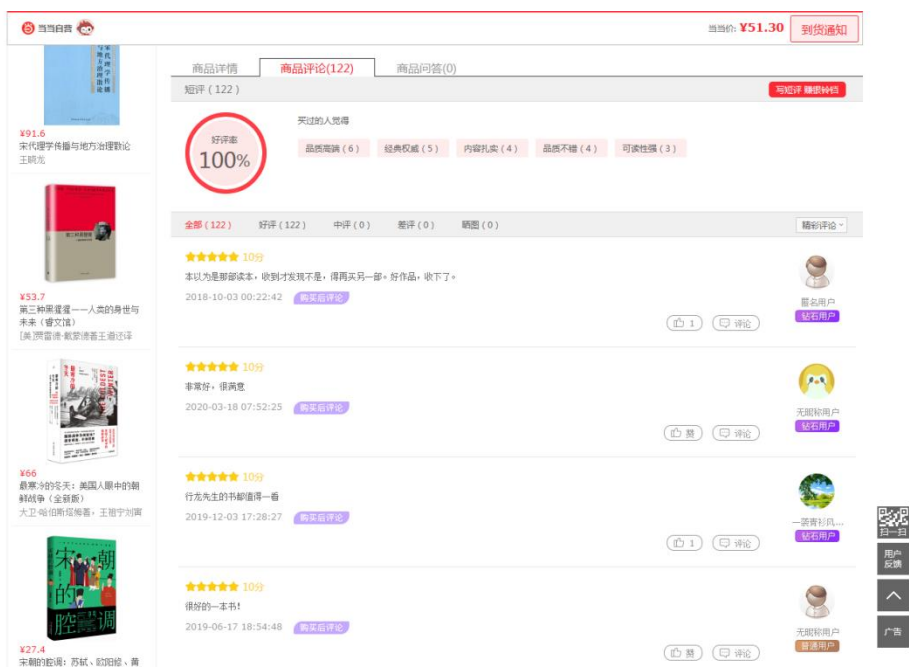 当当自营
当当价: ¥51.30
到货通知
¥91.6
宋代理学传播与地方治理散论
王晓龙
¥53.7
第三种黑猩猩——人类的身世与
未来（睿文馆）
[美]贾雷德·戴蒙德著王道还译
¥66
最寒冷的冬天：美国人眼中的朝
鲜战争（全新版）
大卫·哈伯斯塔姆著，王祖宁刘寅
宋朝的腔调
¥27.4
宋朝的腔调：苏轼、欧阳修、黄
商品详情
商品评论(122)
商品问答(0)
短评（122）
写短评 赚银铃铛
好评率
100%
买过的人觉得
品质高端（6）
经典权威（5）
内容扎实（4）
品质不错（4）
可读性强（3）
全部（122）
好评（122）
中评（0）
差评（0）
晒图（0）
精彩评论
10分
本以为是那部读本，收到才发现不是，得再买另一部。好作品，收下了。
2018-10-03 00:22:42
购买后评论
1
评论
匿名用户
钻石用户
10分
非常好，很满意
2020-03-18 07:52:25
购买后评论
赞
评论
无昵称用户
钻石用户
10分
行龙先生的书都值得一看
2019-12-03 17:28:27
购买后评论
1
评论
一袭青衫风...
钻石用户
10分
很好的一本书！
2019-06-17 18:54:48
购买后评论
赞
评论
无昵称用户
普通用户
扫一扫
用户
反馈
广告